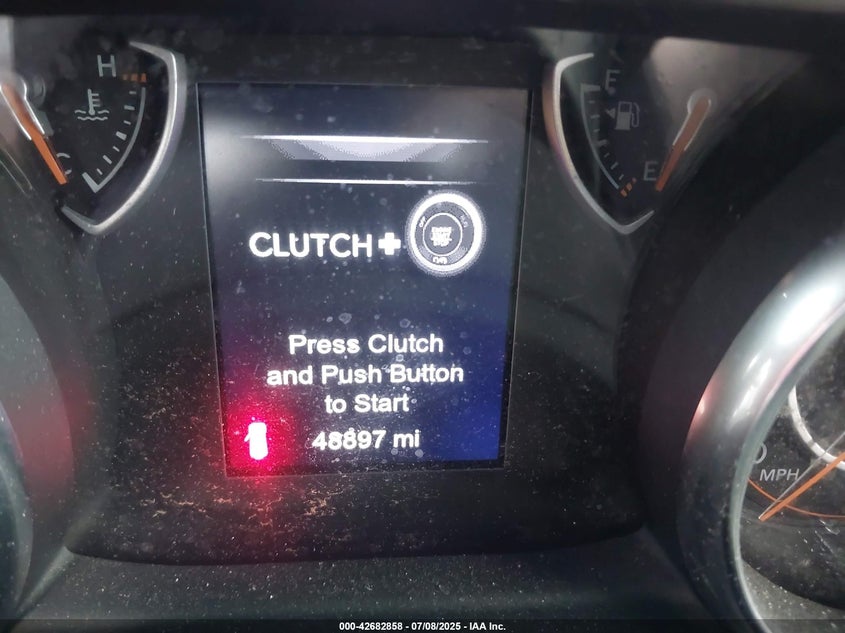 H
C
F
E
CLUTCH +
Press Clutch
and Push Button
to Start
48897 mi
MPH
000-42682858 - 07/08/2025 - IAA Inc.